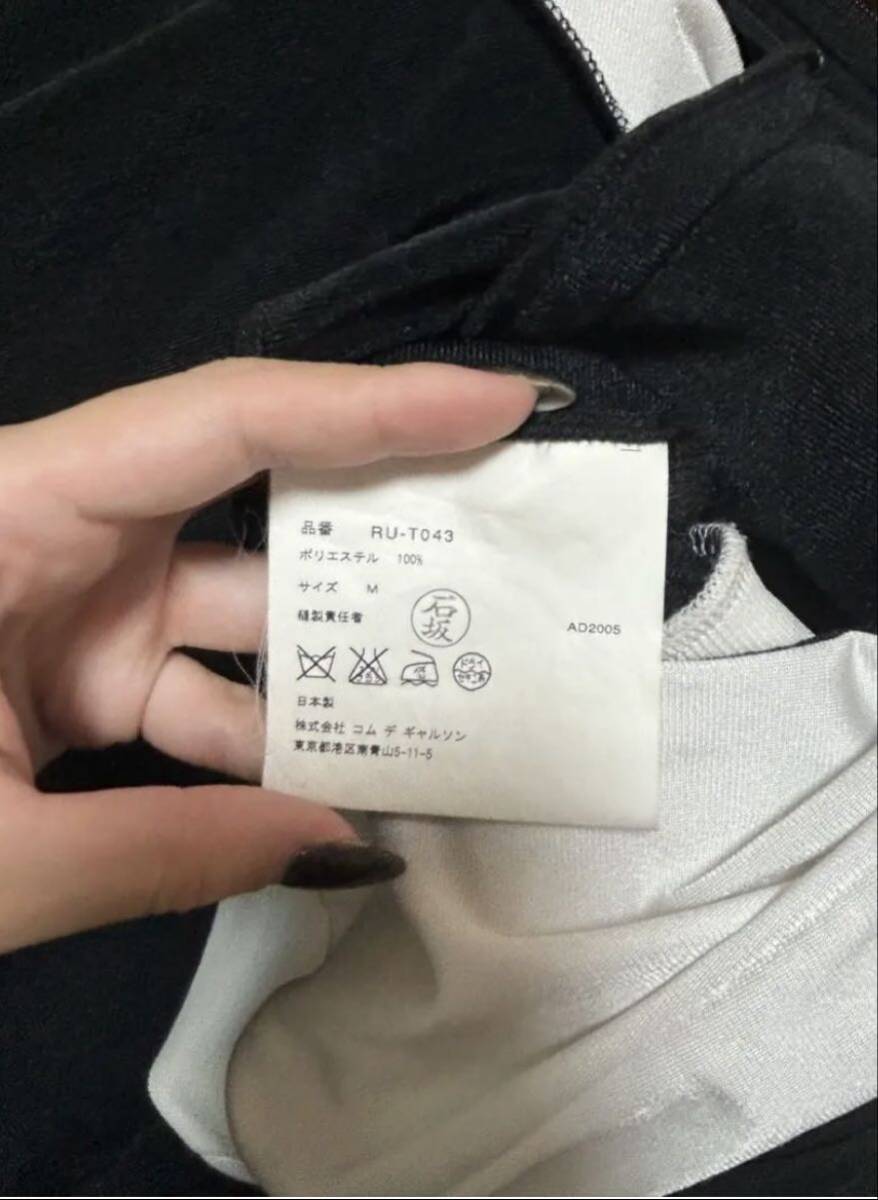 品番 RU-T043
ポリエステル 100%
サイズ M
縫製責任者 石坂
AD2005
日本製
株式会社 コム デ ギャルソン
東京都港区南青山5-11-5